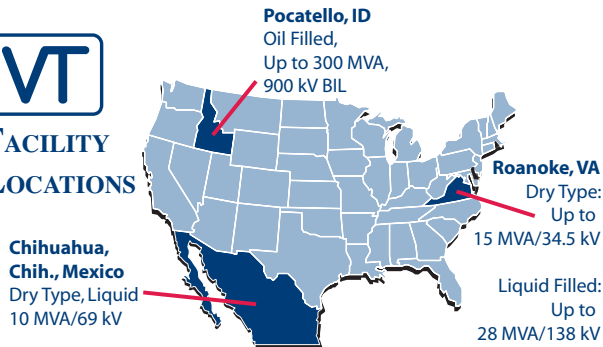 VT
FACILITY
LOCATIONS
Pocatello, ID
Oil Filled,
Up to 300 MVA,
900 kV BIL
Roanoke, VA
Dry Type:
Up to
15 MVA/34.5 kV
Liquid Filled:
Up to
28 MVA/138 kV
Chihuahua,
Chih., Mexico
Dry Type, Liquid
10 MVA/69 kV